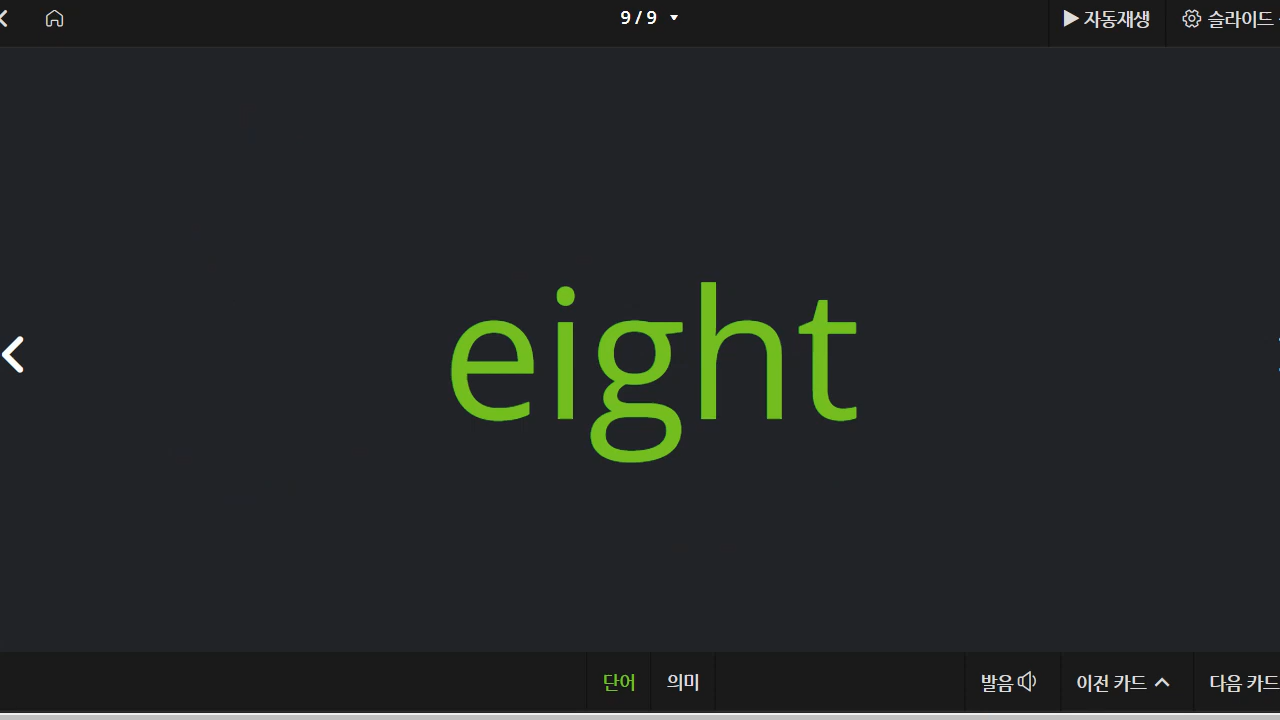 9 / 9
자동재생
슬라이드
eight
단어
의미
발음
이전 카드
다음 카드